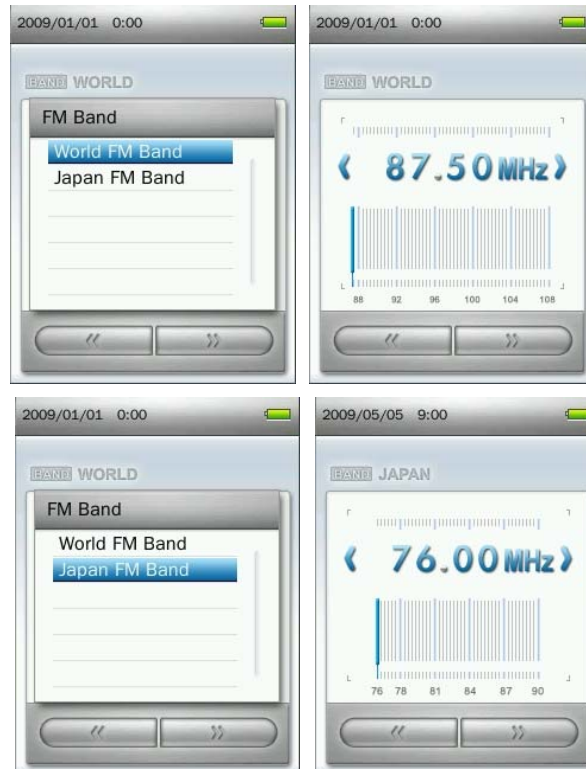 2009/01/01 0:00
BAND WORLD
FM Band
World FM Band
Japan FM Band
2009/01/01 0:00
BAND WORLD
87.50MHz
88 92 96 100 104 108
2009/01/01 0:00
BAND WORLD
FM Band
World FM Band
Japan FM Band
2009/05/05 9:00
BAND JAPAN
76.00MHz
76 78 81 84 87 90